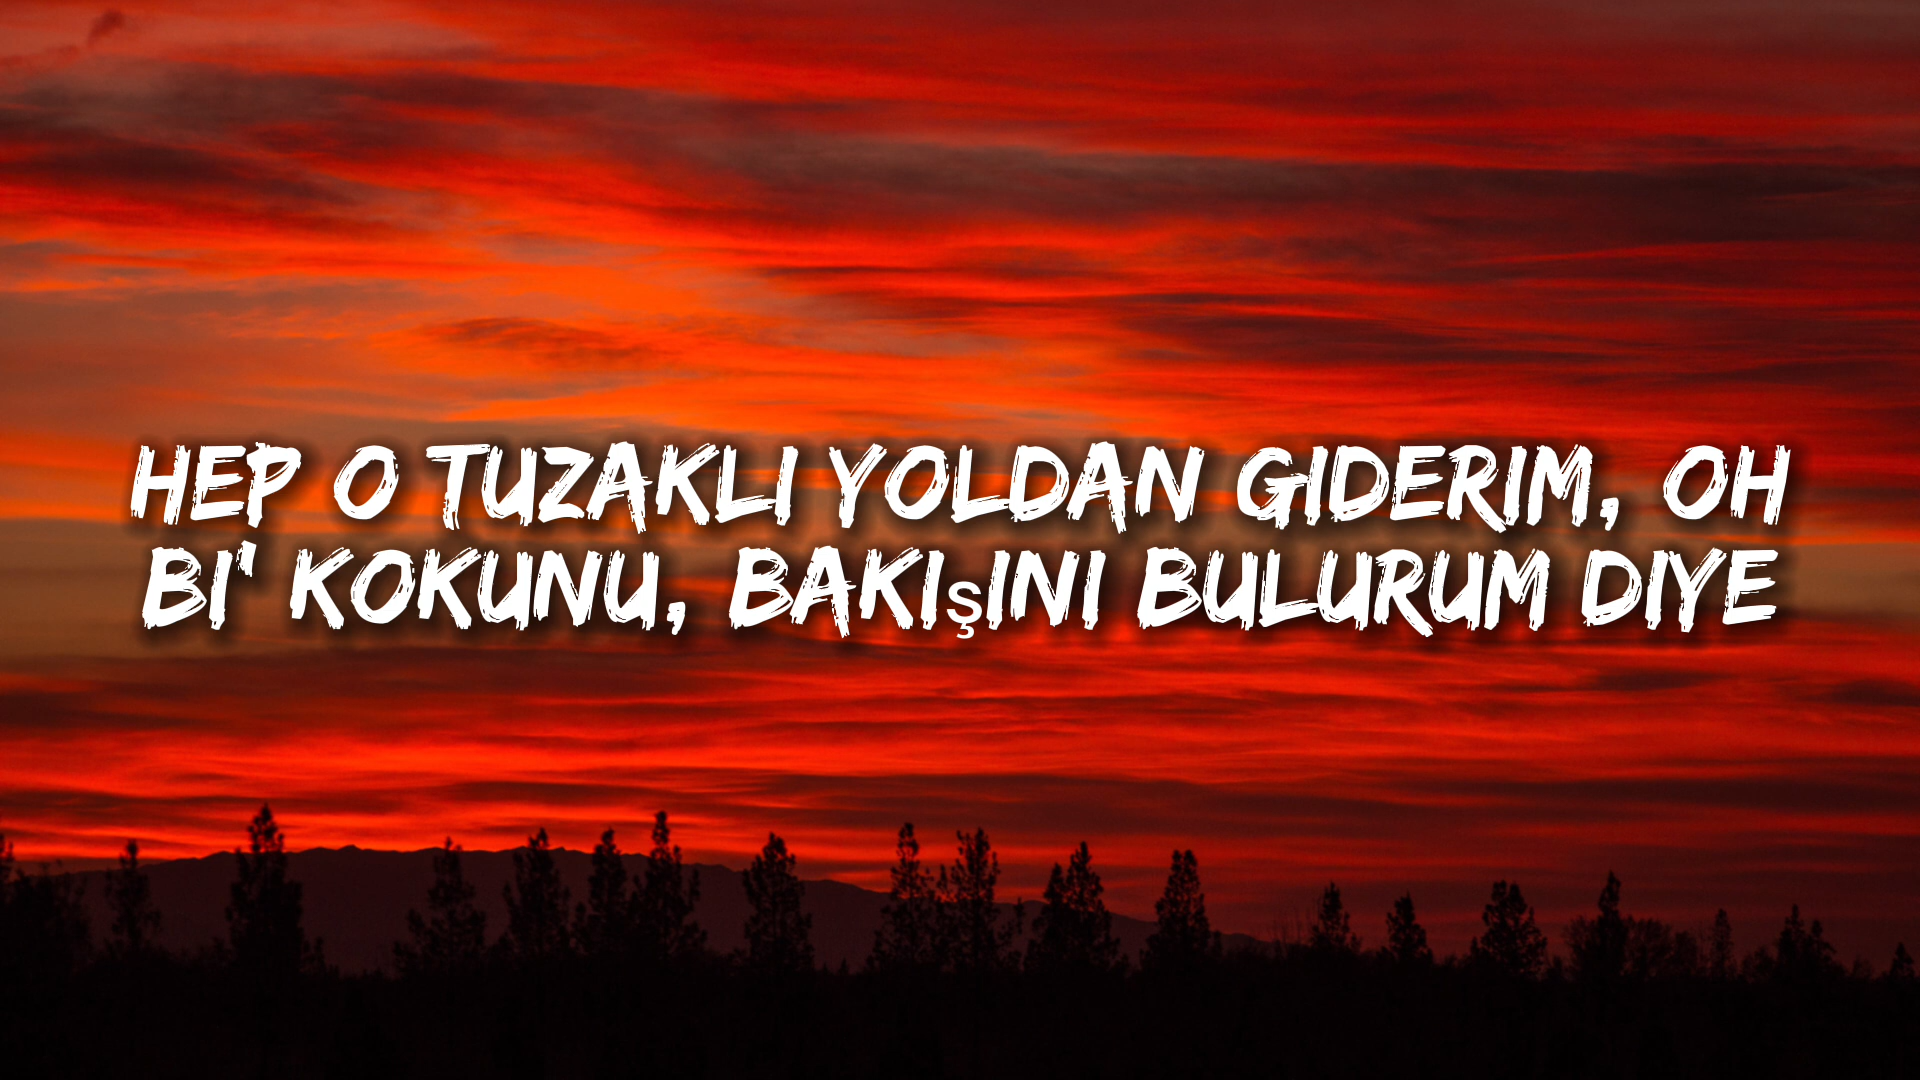 HEP O TUZAKLI YOLDAN GIDERIM, OH
BI' KOKUNU, BAKIşINI BULURUM DIYE